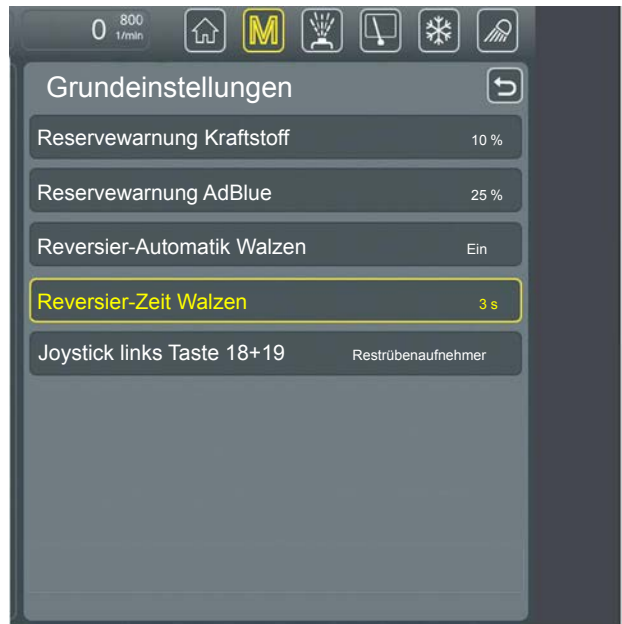 0 800 1/min M
Grundeinstellungen
Reservewarnung Kraftstoff 10 %
Reservewarnung AdBlue 25 %
Reversier-Automatik Walzen Ein
Reversier-Zeit Walzen 3 s
Joystick links Taste 18+19 Restrübenaufnehmer